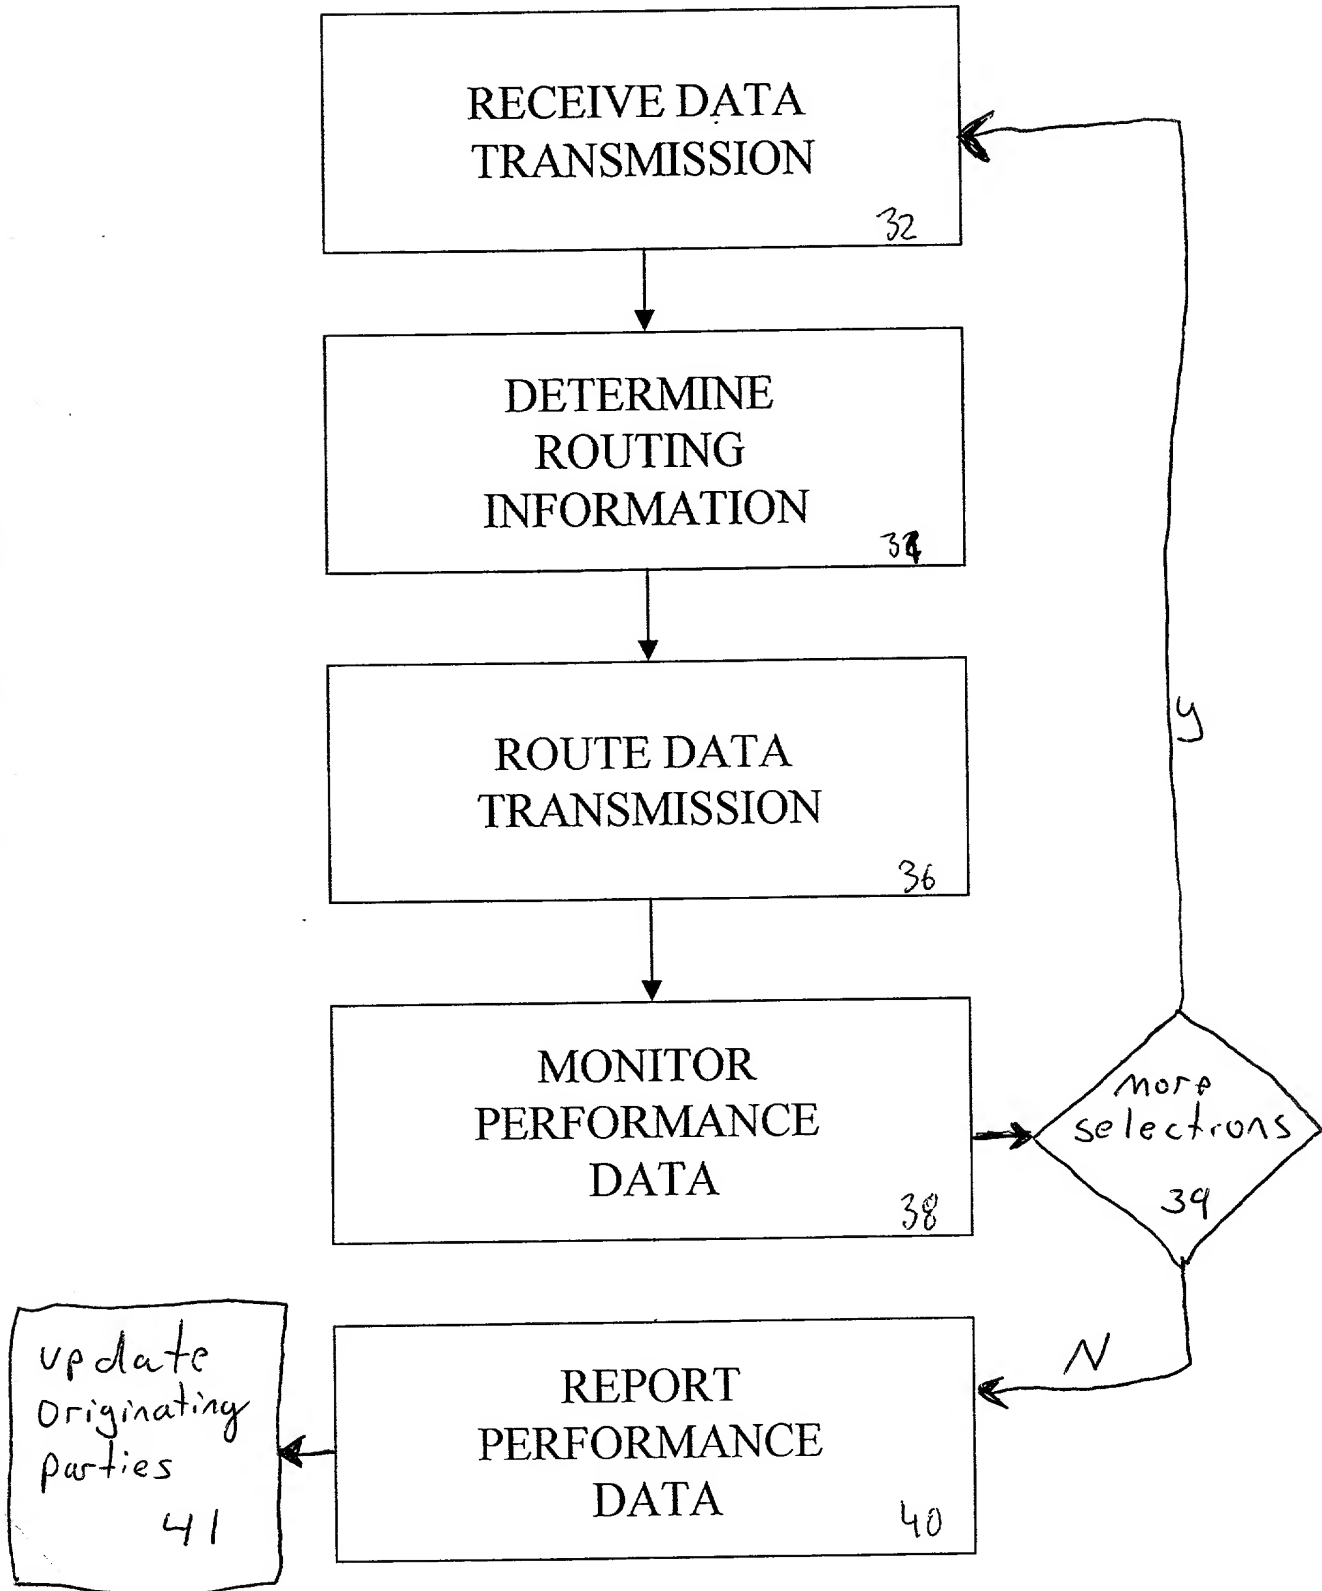 RECEIVE DATA
TRANSMISSION
32
DETERMINE
ROUTING
INFORMATION
34
ROUTE DATA
TRANSMISSION
36
y
MONITOR
PERFORMANCE
DATA
38
more
selections
39
N
REPORT
PERFORMANCE
DATA
40
update
originating
parties
41